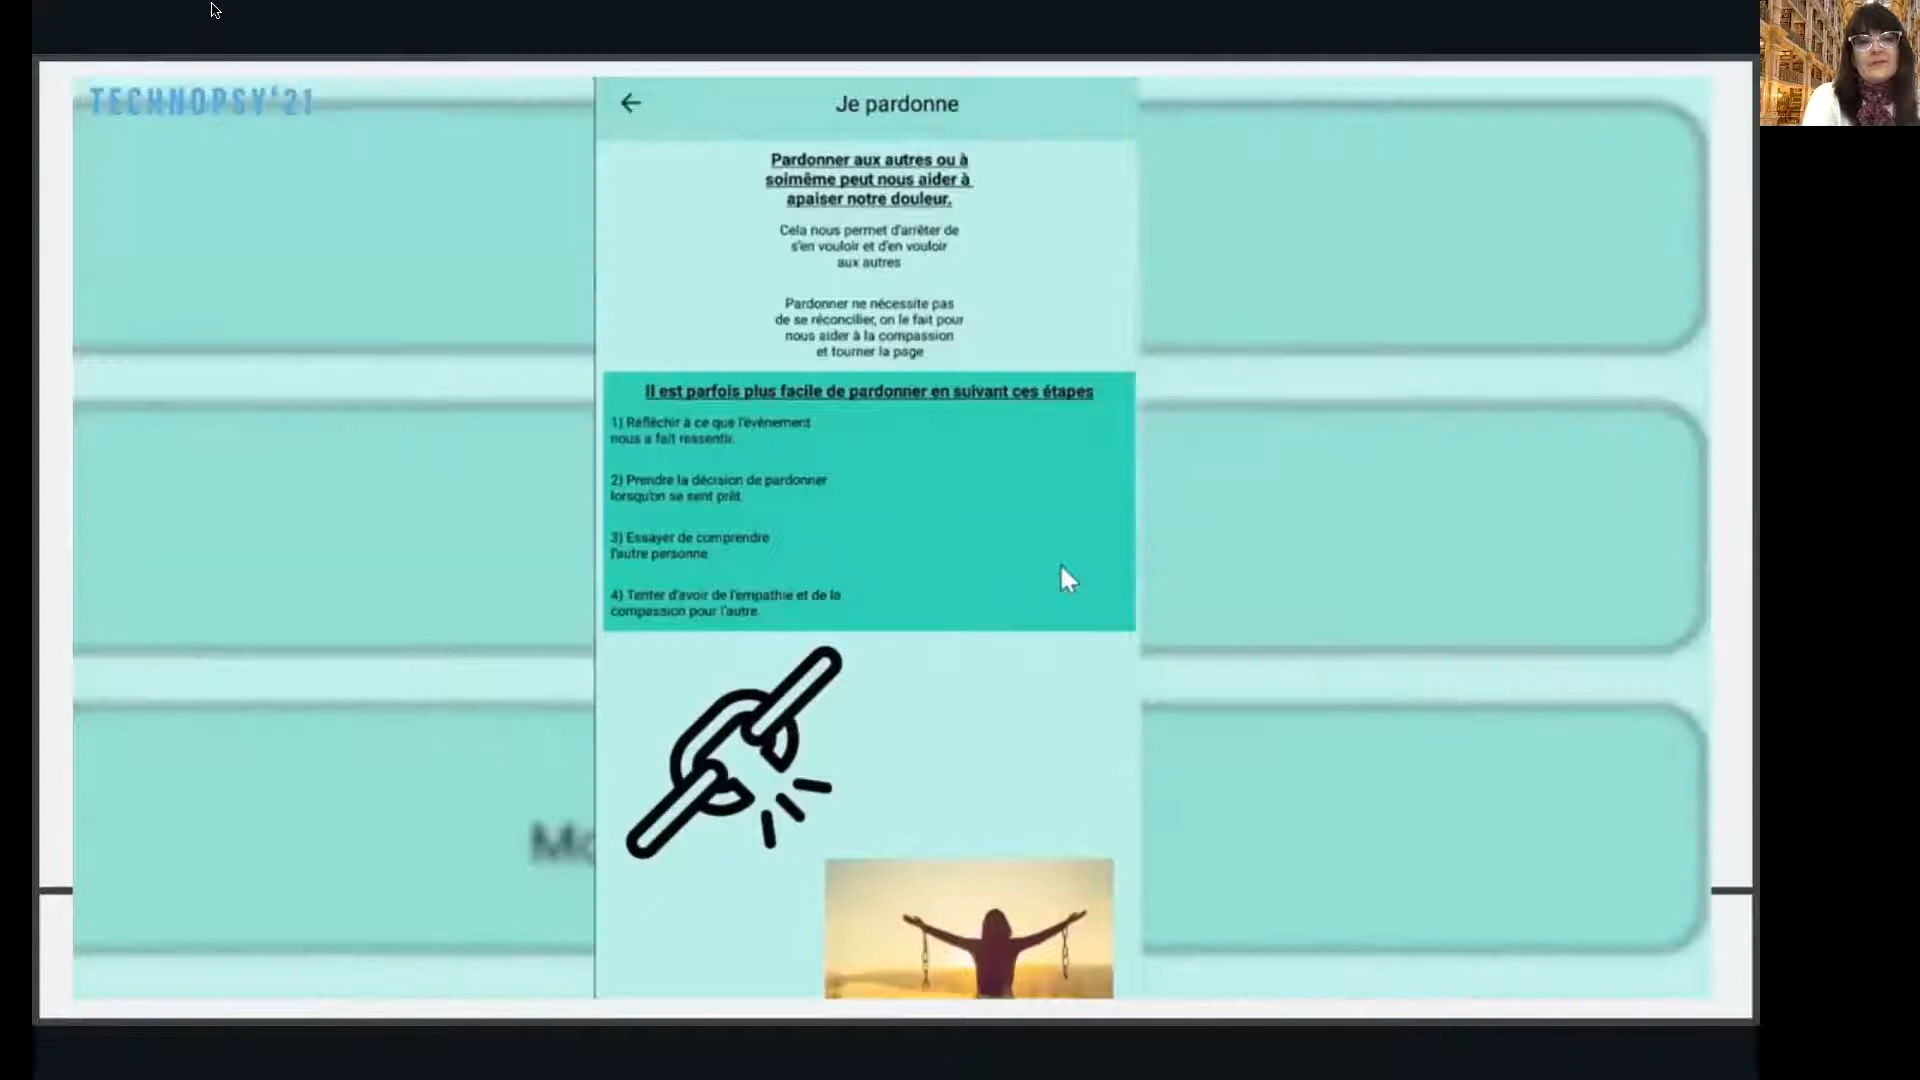 TECHNOPSY'21
Je pardonne
Pardonner aux autres ou à
soimême peut nous aider à
apaiser notre douleur.
Cela nous permet d'arrêter de
s'en vouloir et d'en vouloir
aux autres
Pardonner ne nécessite pas
de se réconcilier, on le fait pour
nous aider à la compassion
et tourner la page
Il est parfois plus facile de pardonner en suivant ces étapes
1) Réfléchir à ce que l'évènement
nous a fait ressentir.
2) Prendre la décision de pardonner
lorsqu'on se sent prêt.
3) Essayer de comprendre
l'autre personne
4) Tenter d'avoir de l'empathie et de la
compassion pour l'autre.